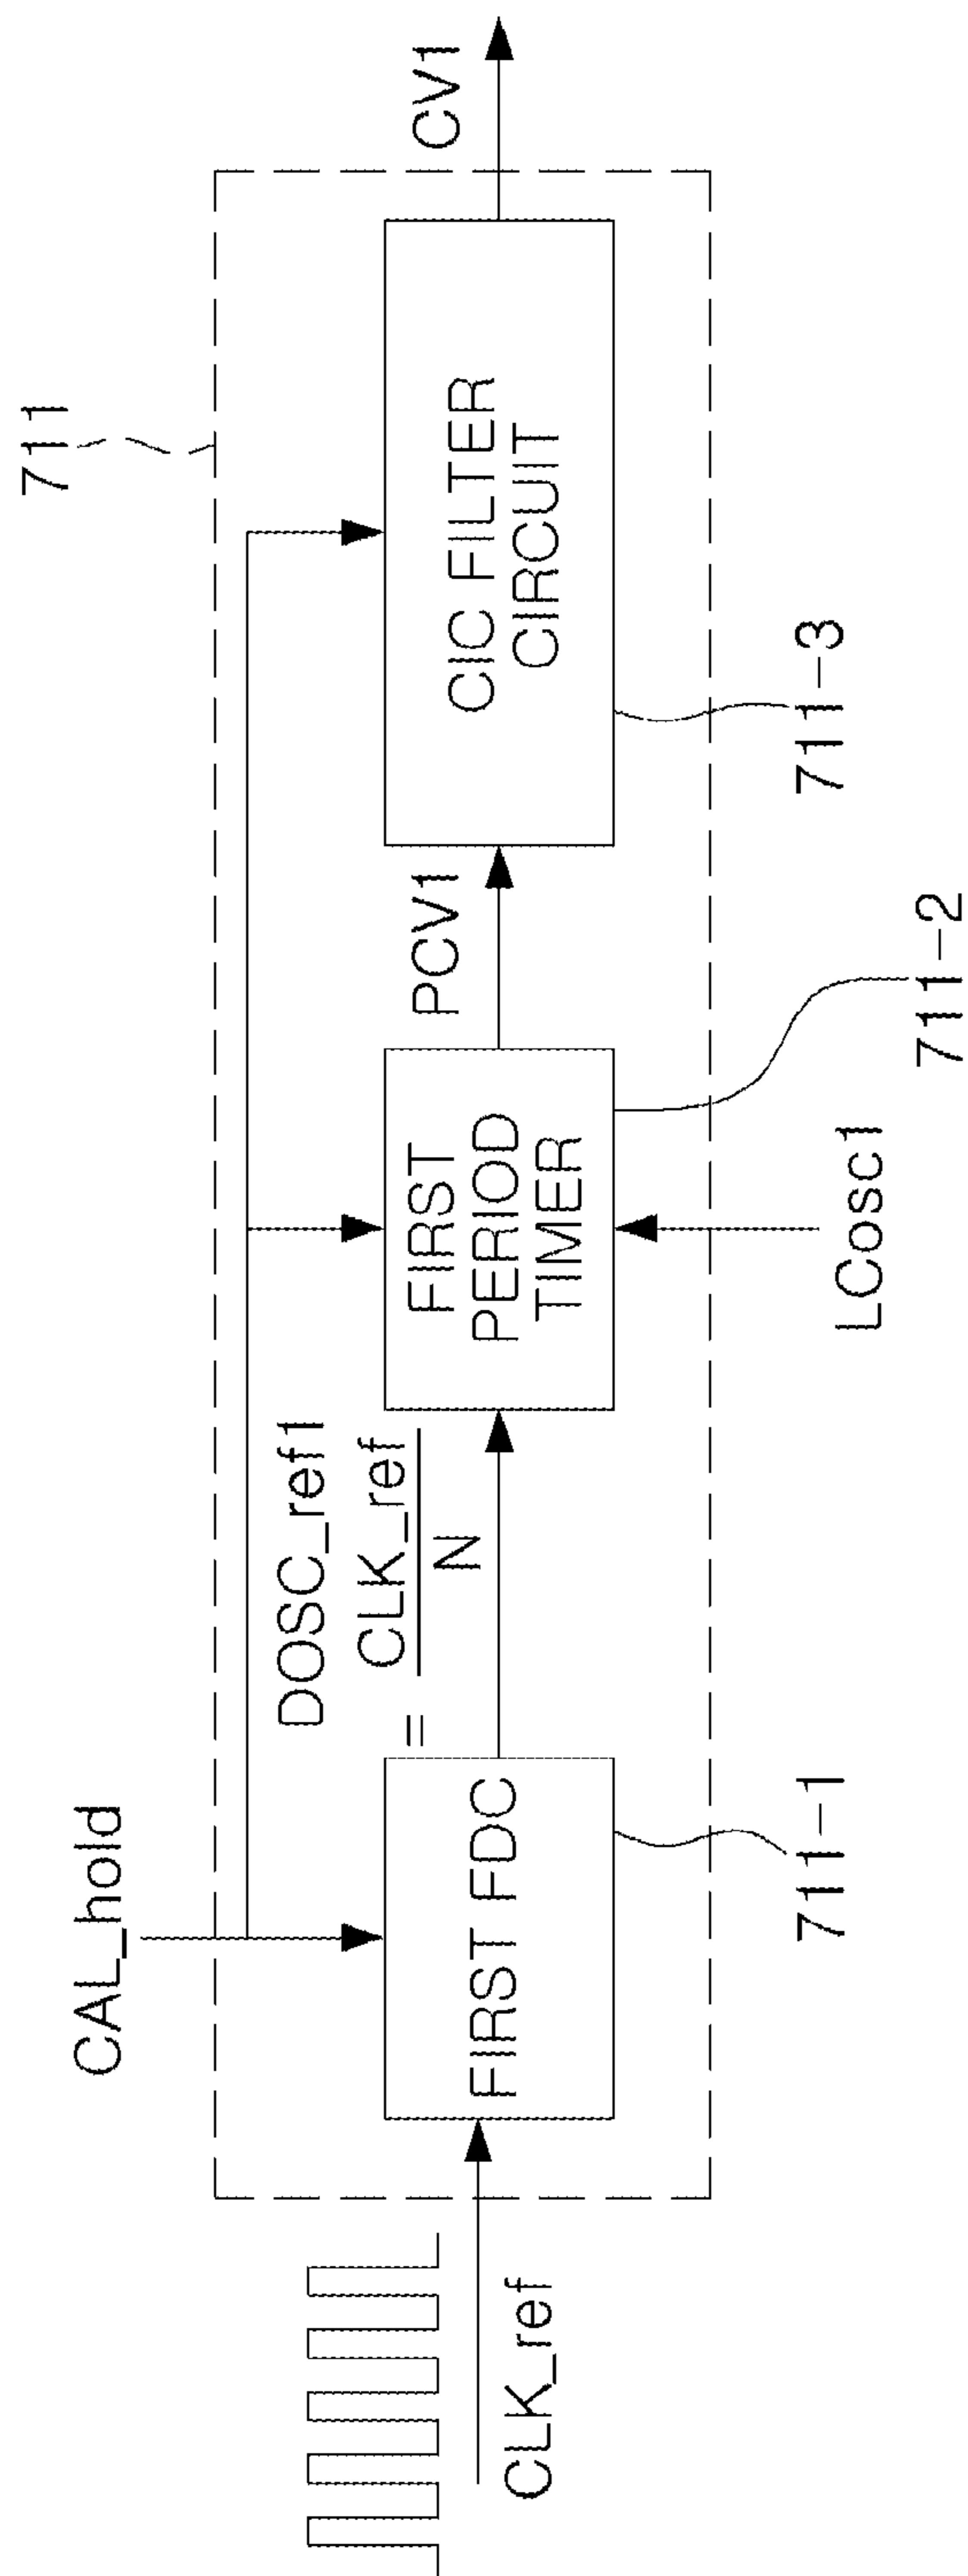 711
CAL_hold
DOSC_ref1
= CLK_ref
N
PCV1
CV1
FIRST FDC
FIRST
PERIOD
TIMER
CIC FILTER
CIRCUIT
CLK_ref
711-1
LCosc1
711-2
711-3